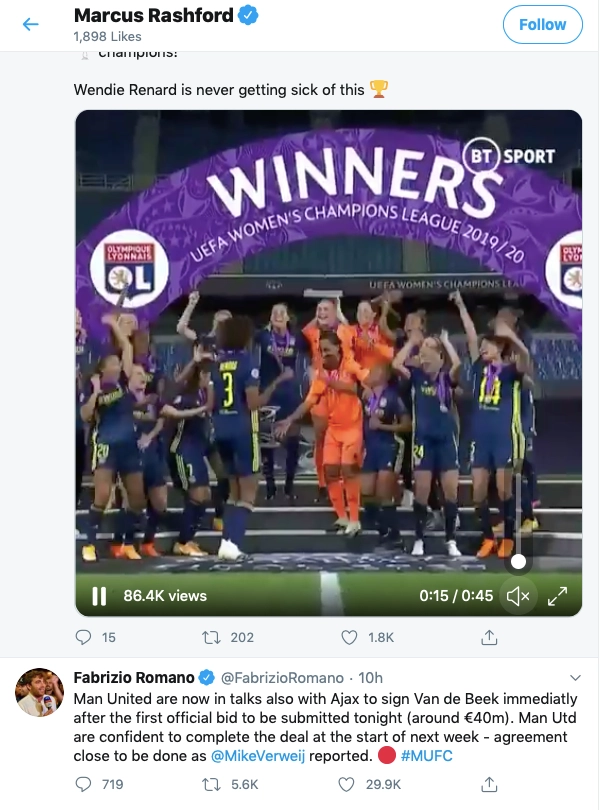 Marcus Rashford
1,898 Likes
Follow
champions!
Wendie Renard is never getting sick of this 🏆
BT SPORT
WINNERS
UEFA WOMEN'S CHAMPIONS LEAGUE 2019/20
OLYMPIQUE
LYONNAIS
OL
OLYM
LYO
UEFA WOMEN'S CHAMPIONS LEA
3
14
20
7
24
5
86.4K views
0:15 / 0:45
15
202
1.8K
Fabrizio Romano @FabrizioRomano · 10h
Man United are now in talks also with Ajax to sign Van de Beek immediatly
after the first official bid to be submitted tonight (around €40m). Man Utd
are confident to complete the deal at the start of next week - agreement
close to be done as @MikeVerweij reported. 🔴 #MUFC
719
5.6K
29.9K